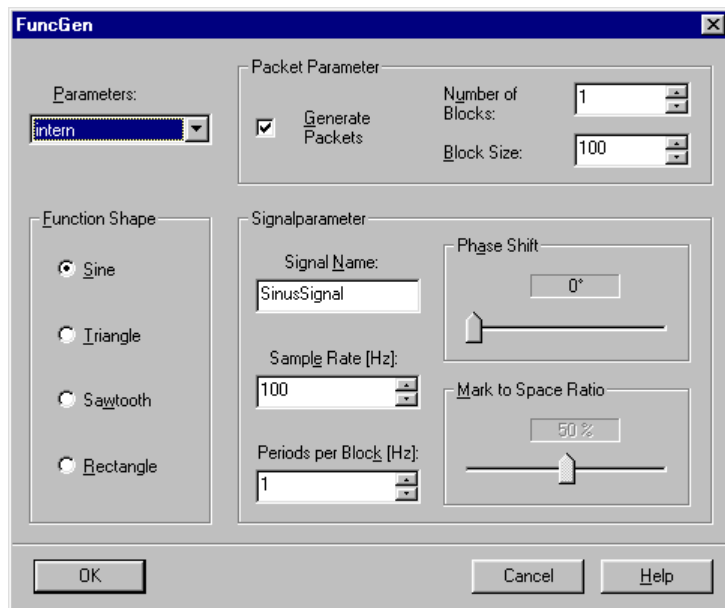 FuncGen
Parameters:
intern
Packet Parameter
Generate
Packets
Number of
Blocks:
1
Block Size:
100
Function Shape
Sine
Triangle
Sawtooth
Rectangle
Signalparameter
Signal Name:
SinusSignal
Sample Rate [Hz]:
100
Periods per Block [Hz]:
1
Phase Shift
0°
Mark to Space Ratio
50 %
OK
Cancel
Help